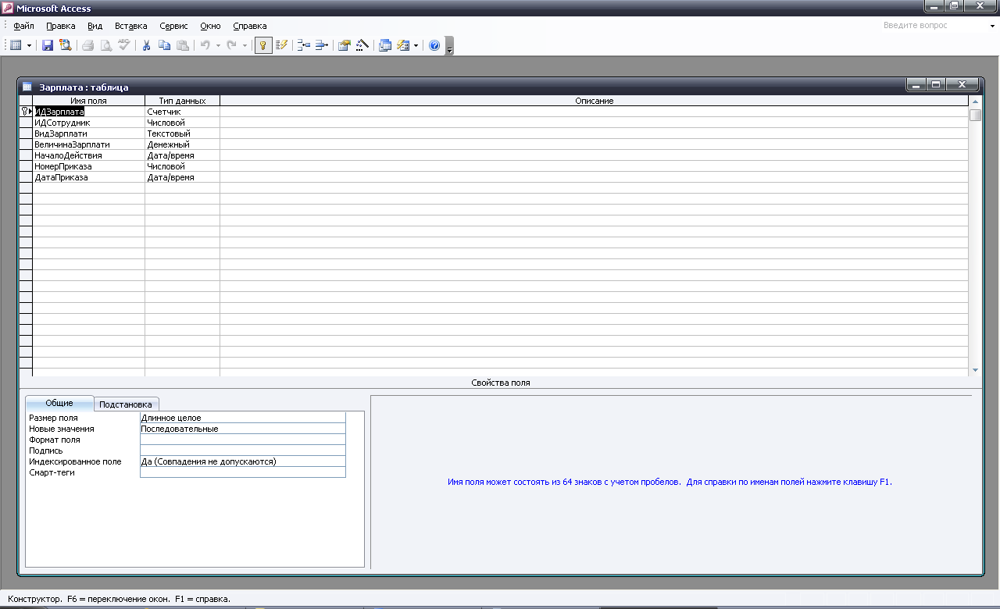 Microsoft Access
Файл Правка Вид Вставка Сервис Окно Справка Введите вопрос
Зарплата : таблица
Имя поля Тип данных Описание
ИДЗарплата Счетчик
ИДСотрудник Числовой
ВидЗарплати Текстовый
ВеличинаЗарплати Денежный
НачалоДействия Дата/время
НомерПриказа Числовой
ДатаПриказа Дата/время
Свойства поля
Общие Подстановка
Размер поля Длинное целое
Новые значения Последовательные
Формат поля
Подпись
Индексированное поле Да (Совпадения не допускаются)
Смарт-теги
Имя поля может состоять из 64 знаков с учетом пробелов. Для справки по именам полей нажмите клавишу F1.
Конструктор. F6 = переключение окон. F1 = справка.